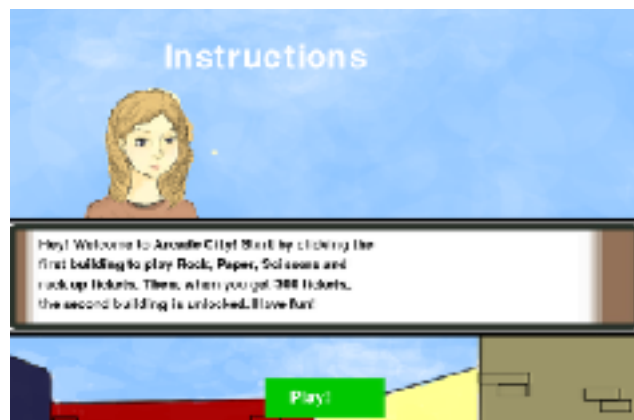 Instructions
Hey! Welcome to Arcade City! Start by clicking the
first building to play Rock, Paper, Scissors and
rack up tickets. Then, when you get 300 tickets,
the second building is unlocked. Have fun!
Play!